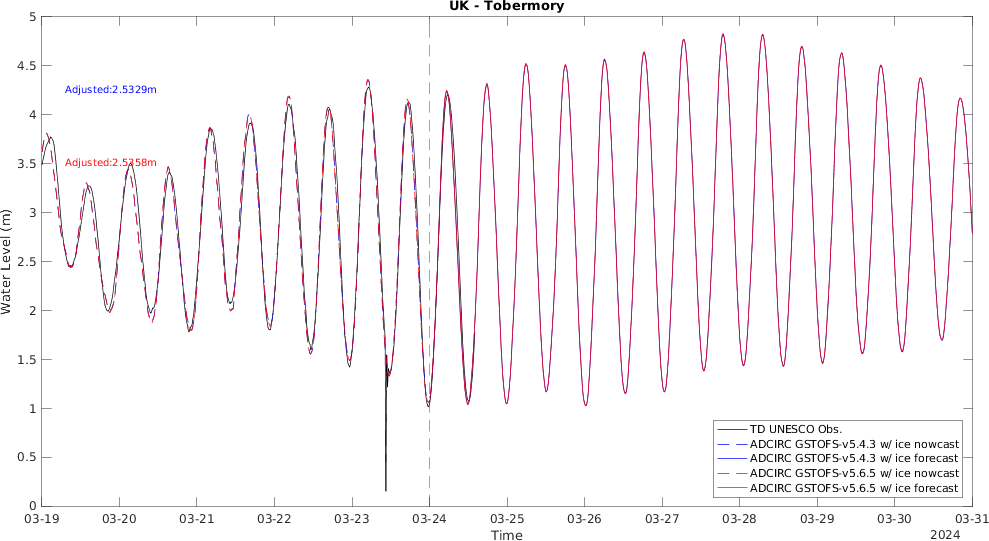 UK - Tobermory
5
4.5
4
3.5
3
2.5
2
1.5
1
0.5
0
Water Level (m)
Adjusted:2.5329m
Adjusted:2.5258m
TD UNESCO Obs.
ADCIRC GSTOFS-v5.4.3 w/ ice nowcast
ADCIRC GSTOFS-v5.4.3 w/ ice forecast
ADCIRC GSTOFS-v5.6.5 w/ ice nowcast
ADCIRC GSTOFS-v5.6.5 w/ ice forecast
03-19 03-20 03-21 03-22 03-23 03-24 03-25 03-26 03-27 03-28 03-29 03-30 03-31
Time
2024